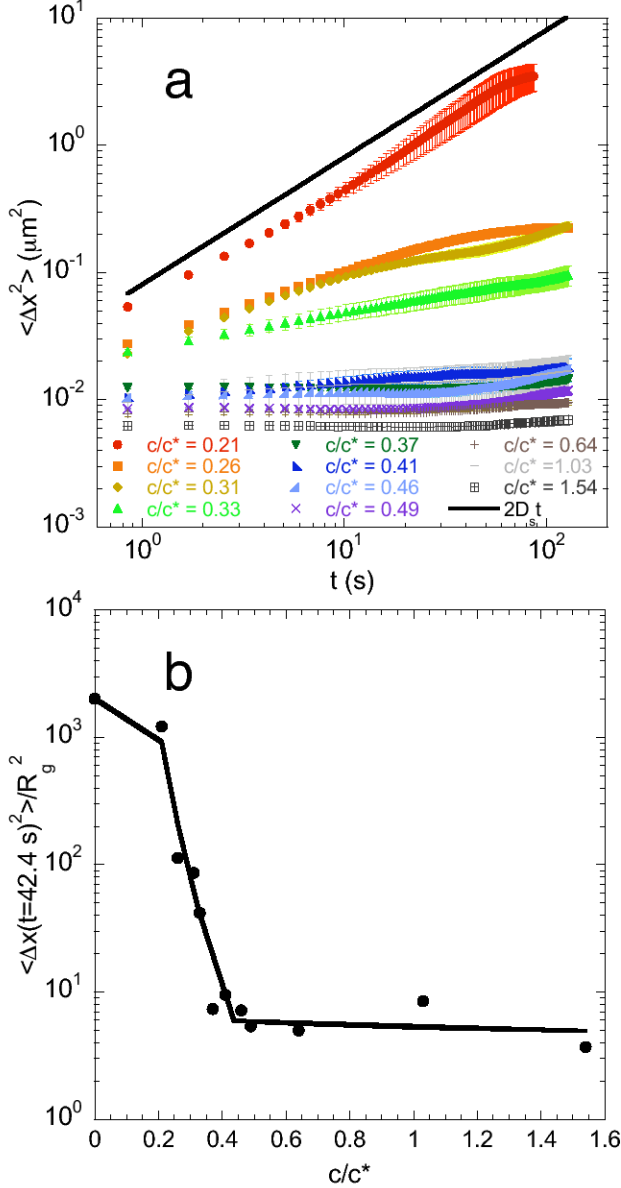 a
10^1
10^0
10^-1
10^-2
10^-3
<Δx^2> (μm^2)
c/c* = 0.21 c/c* = 0.37 c/c* = 0.64
c/c* = 0.26 c/c* = 0.41 c/c* =1.03
c/c* = 0.31 c/c* = 0.46 c/c* = 1.54
c/c* = 0.33 c/c* = 0.49 2D_s t
10^0 10^1 10^2
t (s)
b
10^4
10^3
10^2
10^1
10^0
<Δx(t=42.4 s)^2>/R_g^2
0 0.2 0.4 0.6 0.8 1 1.2 1.4 1.6
c/c*